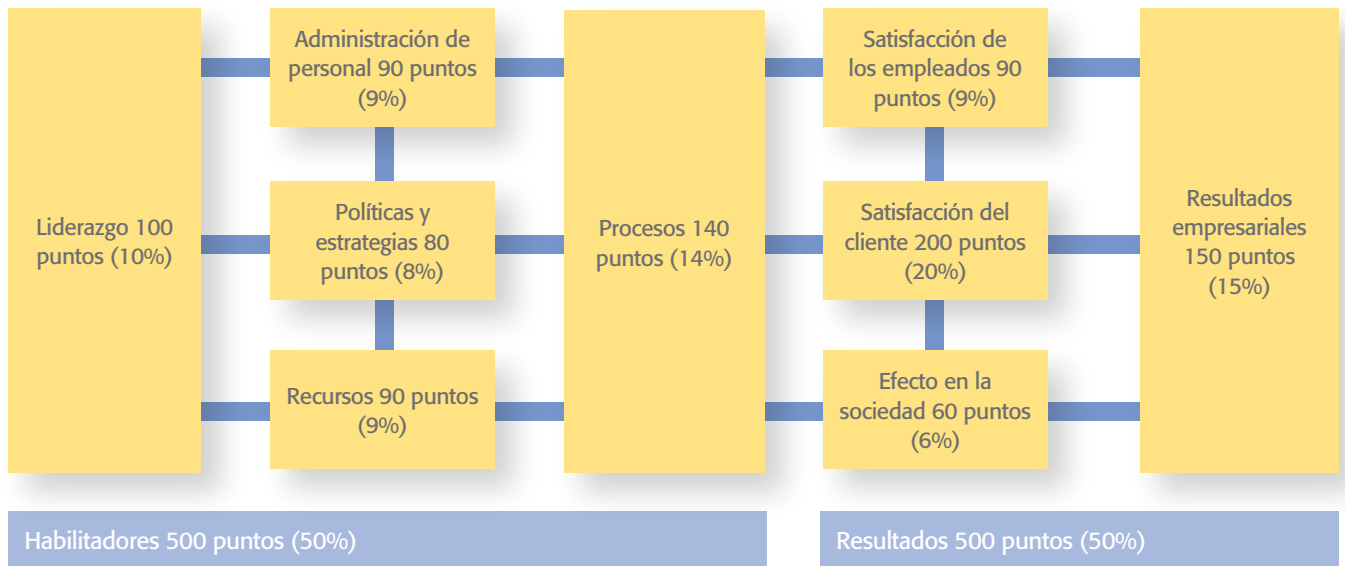 Liderazgo 100
puntos (10%)
Administración de
personal 90 puntos
(9%)
Políticas y
estrategias 80
puntos (8%)
Recursos 90 puntos
(9%)
Procesos 140
puntos (14%)
Satisfacción de
los empleados 90
puntos (9%)
Satisfacción del
cliente 200 puntos
(20%)
Efecto en la
sociedad 60 puntos
(6%)
Resultados
empresariales
150 puntos
(15%)
Habilitadores 500 puntos (50%)
Resultados 500 puntos (50%)